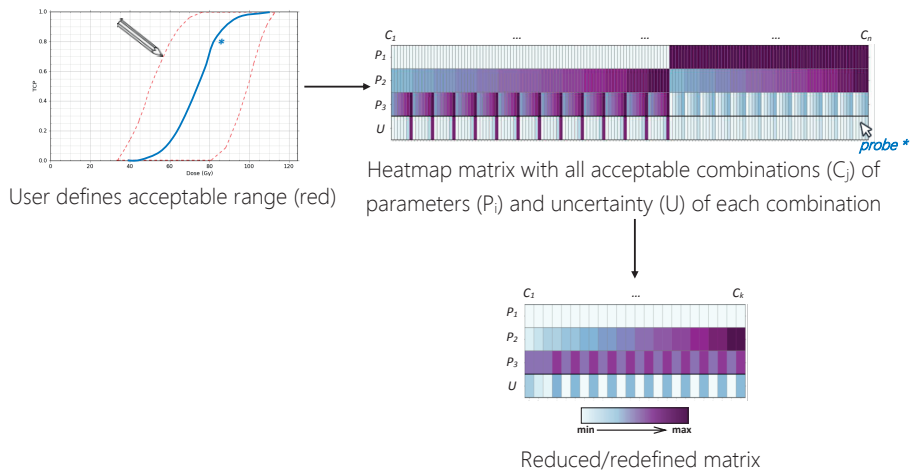 1.0
0.8
0.6
0.4
0.2
0.0
TCP
0 20 40 60 80 100 120
Dose (Gy)
*
User defines acceptable range (red)
C1 ... ... ... Cn
P1
P2
P3
U
probe *
Heatmap matrix with all acceptable combinations (Cj) of
parameters (Pi) and uncertainty (U) of each combination
C1 ... Ck
P1
P2
P3
U
min max
Reduced/redefined matrix